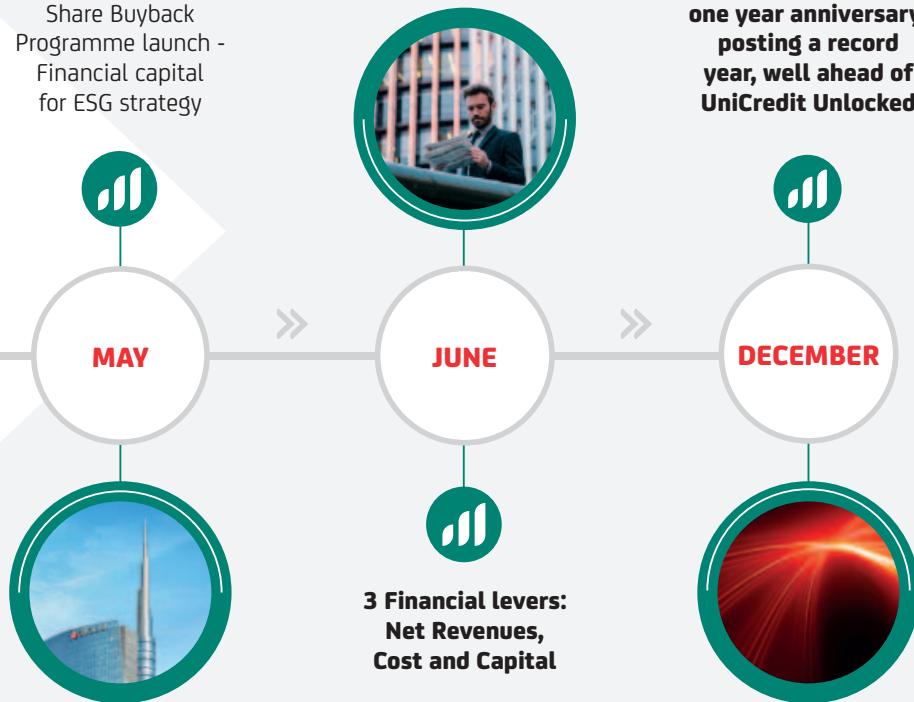 Share Buyback
Programme launch -
Financial capital
for ESG strategy
one year anniversary
posting a record
year, well ahead of
UniCredit Unlocked
MAY
JUNE
DECEMBER
3 Financial levers:
Net Revenues,
Cost and Capital